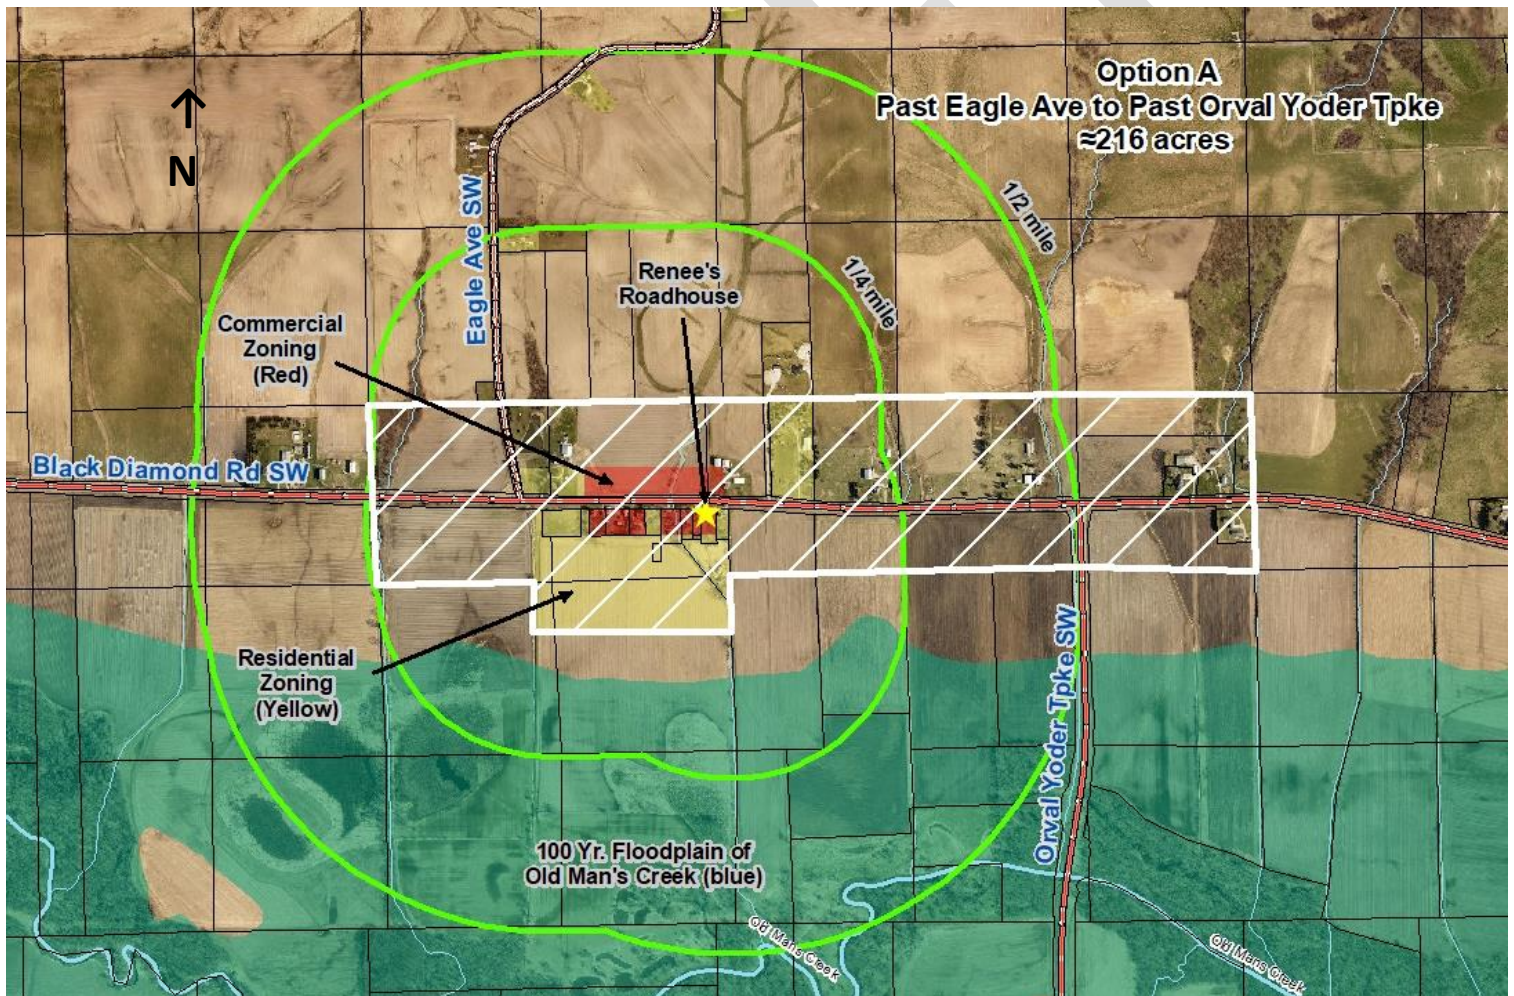 Option A
Past Eagle Ave to Past Orval Yoder Tpke
≈216 acres
N
Eagle Ave SW
1/2 mile
1/4 mile
Renee's
Roadhouse
Commercial
Zoning
(Red)
Black Diamond Rd SW
Residential
Zoning
(Yellow)
Orval Yoder Tpke SW
100 Yr. Floodplain of
Old Man's Creek (blue)
Old Mans Creek
Old Mans Creek